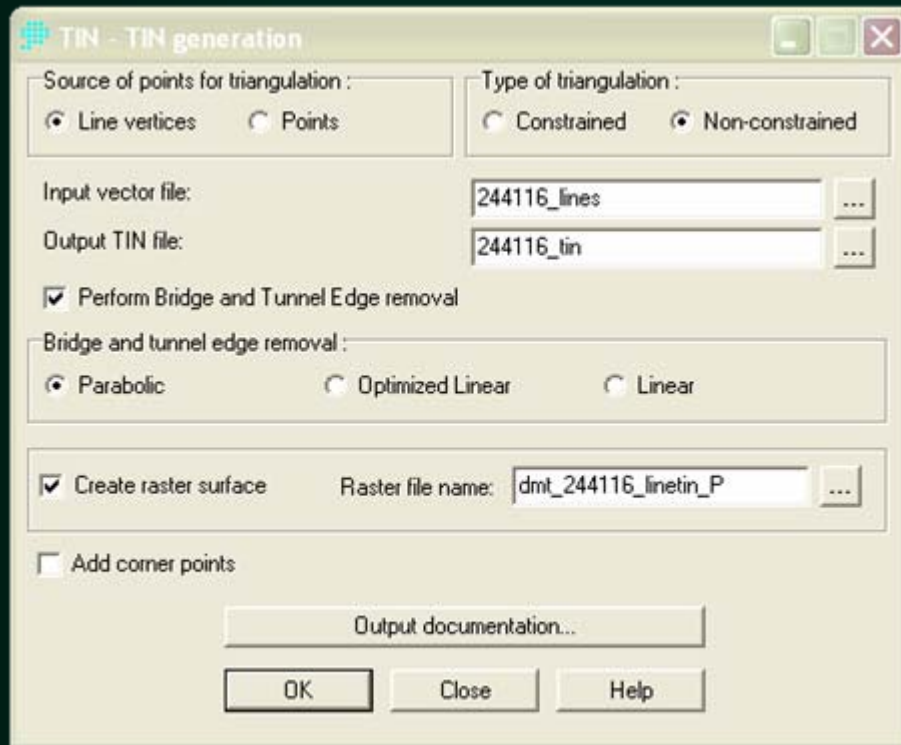 TIN - TIN generation
Source of points for triangulation :
Type of triangulation :
Line vertices
Points
Constrained
Non-constrained
Input vector file:
244116_lines
...
Output TIN file:
244116_tin
...
Perform Bridge and Tunnel Edge removal
Bridge and tunnel edge removal :
Parabolic
Optimized Linear
Linear
Create raster surface
Raster file name:
dmt_244116_linetin_P
...
Add corner points
Output documentation...
OK
Close
Help